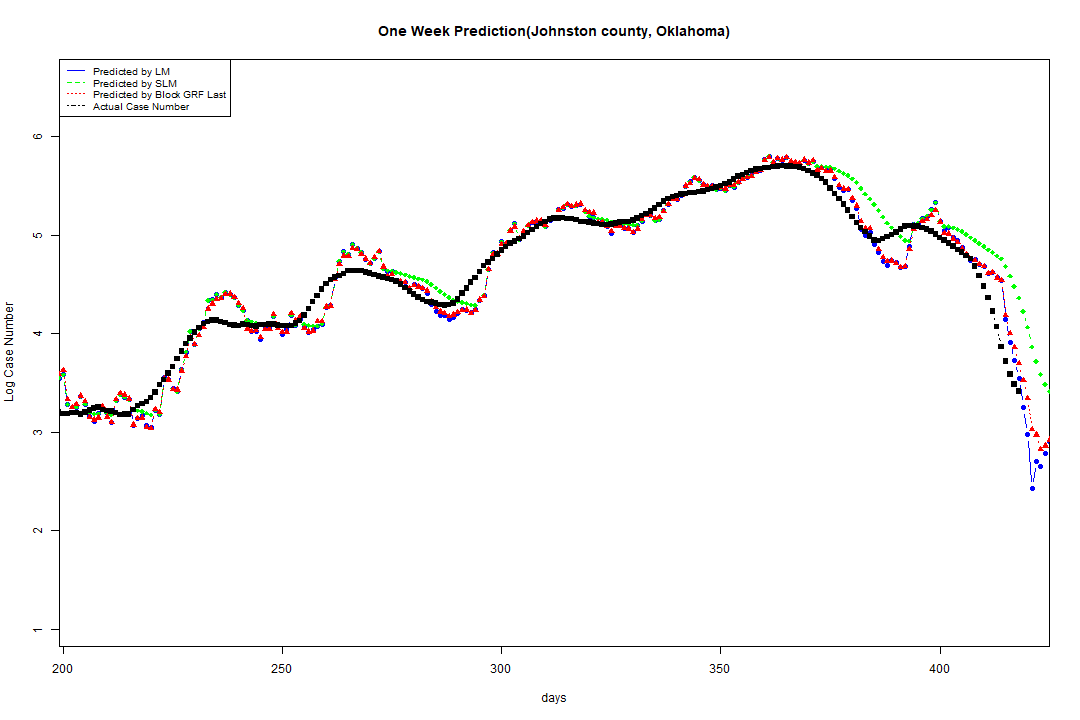 One Week Prediction(Johnston county, Oklahoma)
Predicted by LM
Predicted by SLM
Predicted by Block GRF Last
Actual Case Number
6
5
4
3
2
1
Log Case Number
200 250 300 350 400
days